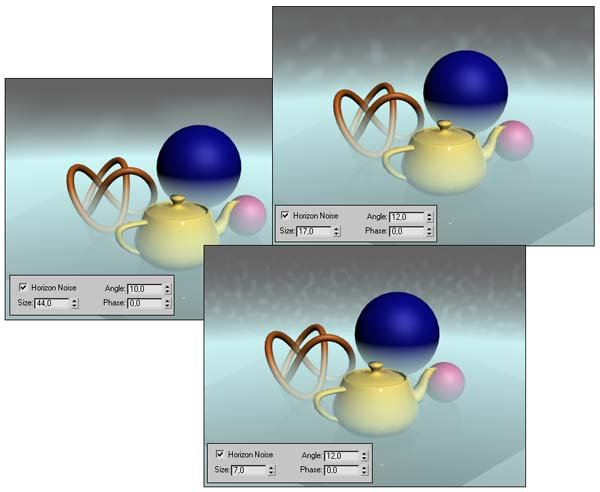 Horizon Noise Angle: 12,0
Size: 17,0 Phase: 0,0
Horizon Noise Angle: 10,0
Size: 44,0 Phase: 0,0
Horizon Noise Angle: 12,0
Size: 7,0 Phase: 0,0